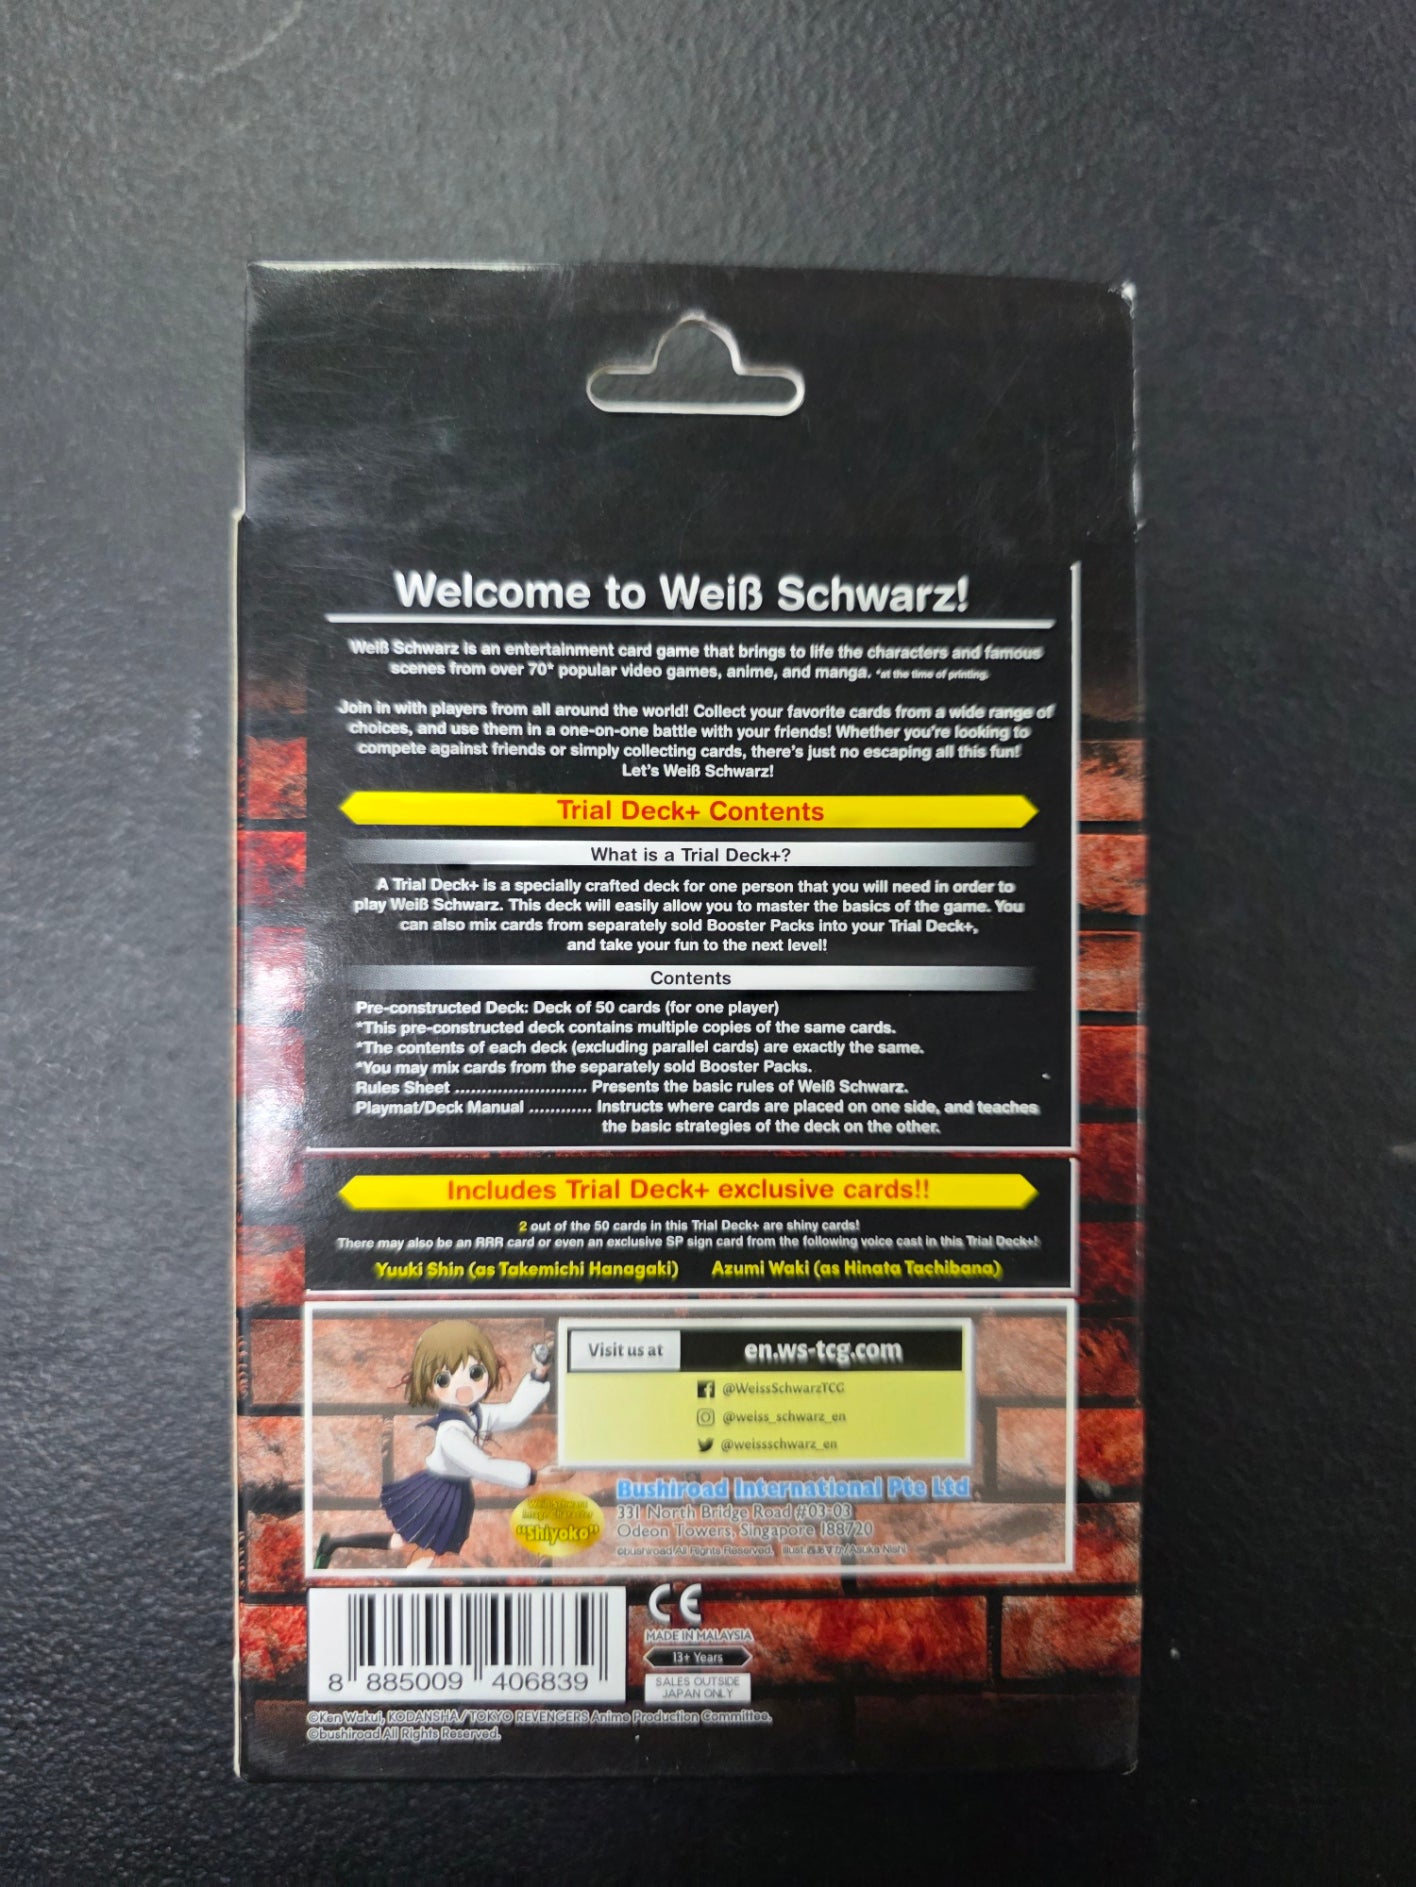 Welcome to Weiß Schwarz!
Weiß Schwarz is an entertainment card game that brings to life the characters and famous
scenes from over 70* popular video games, anime, and manga. *at the time of printing.
Join in with players from all around the world! Collect your favorite cards from a wide range of
choices, and use them in a one-on-one battle with your friends! Whether you're looking to
compete against friends or simply collecting cards, there's just no escaping all this fun!
Let's Weiß Schwarz!
Trial Deck+ Contents
What is a Trial Deck+?
A Trial Deck+ is a specially crafted deck for one person that you will need in order to
play Weiß Schwarz. This deck will easily allow you to master the basics of the game. You
can also mix cards from separately sold Booster Packs into your Trial Deck+,
and take your fun to the next level!
Contents
Pre-constructed Deck: Deck of 50 cards (for one player)
*This pre-constructed deck contains multiple copies of the same cards.
*The contents of each deck (excluding parallel cards) are exactly the same.
*You may mix cards from the separately sold Booster Packs.
Rules Sheet ......................... Presents the basic rules of Weiß Schwarz.
Playmat/Deck Manual ............ Instructs where cards are placed on one side, and teaches
the basic strategies of the deck on the other.
Includes Trial Deck+ exclusive cards!!
2 out of the 50 cards in this Trial Deck+ are shiny cards!
There may also be an RRR card or even an exclusive SP sign card from the following voice cast in this Trial Deck+!
Yuuki Shin (as Takemichi Hanagaki) Azumi Waki (as Hinata Tachibana)
Visit us at en.ws-tcg.com
@WeissSchwarzTCG
@weiss_schwarz_en
@weissschwarz_en
Weiß Schwarz
Image Character
"Shiyoko"
Bushiroad International Pte Ltd
331 North Bridge Road #03-03
Odeon Towers, Singapore 188720
©bushiroad All Rights Reserved. illust 西あすか/Asuka Nishi
CE
MADE IN MALAYSIA
13+ Years
SALES OUTSIDE
JAPAN ONLY
8 885009 406839
©Ken Wakui, KODANSHA/TOKYO REVENGERS Anime Production Committee.
©bushiroad All Rights Reserved.